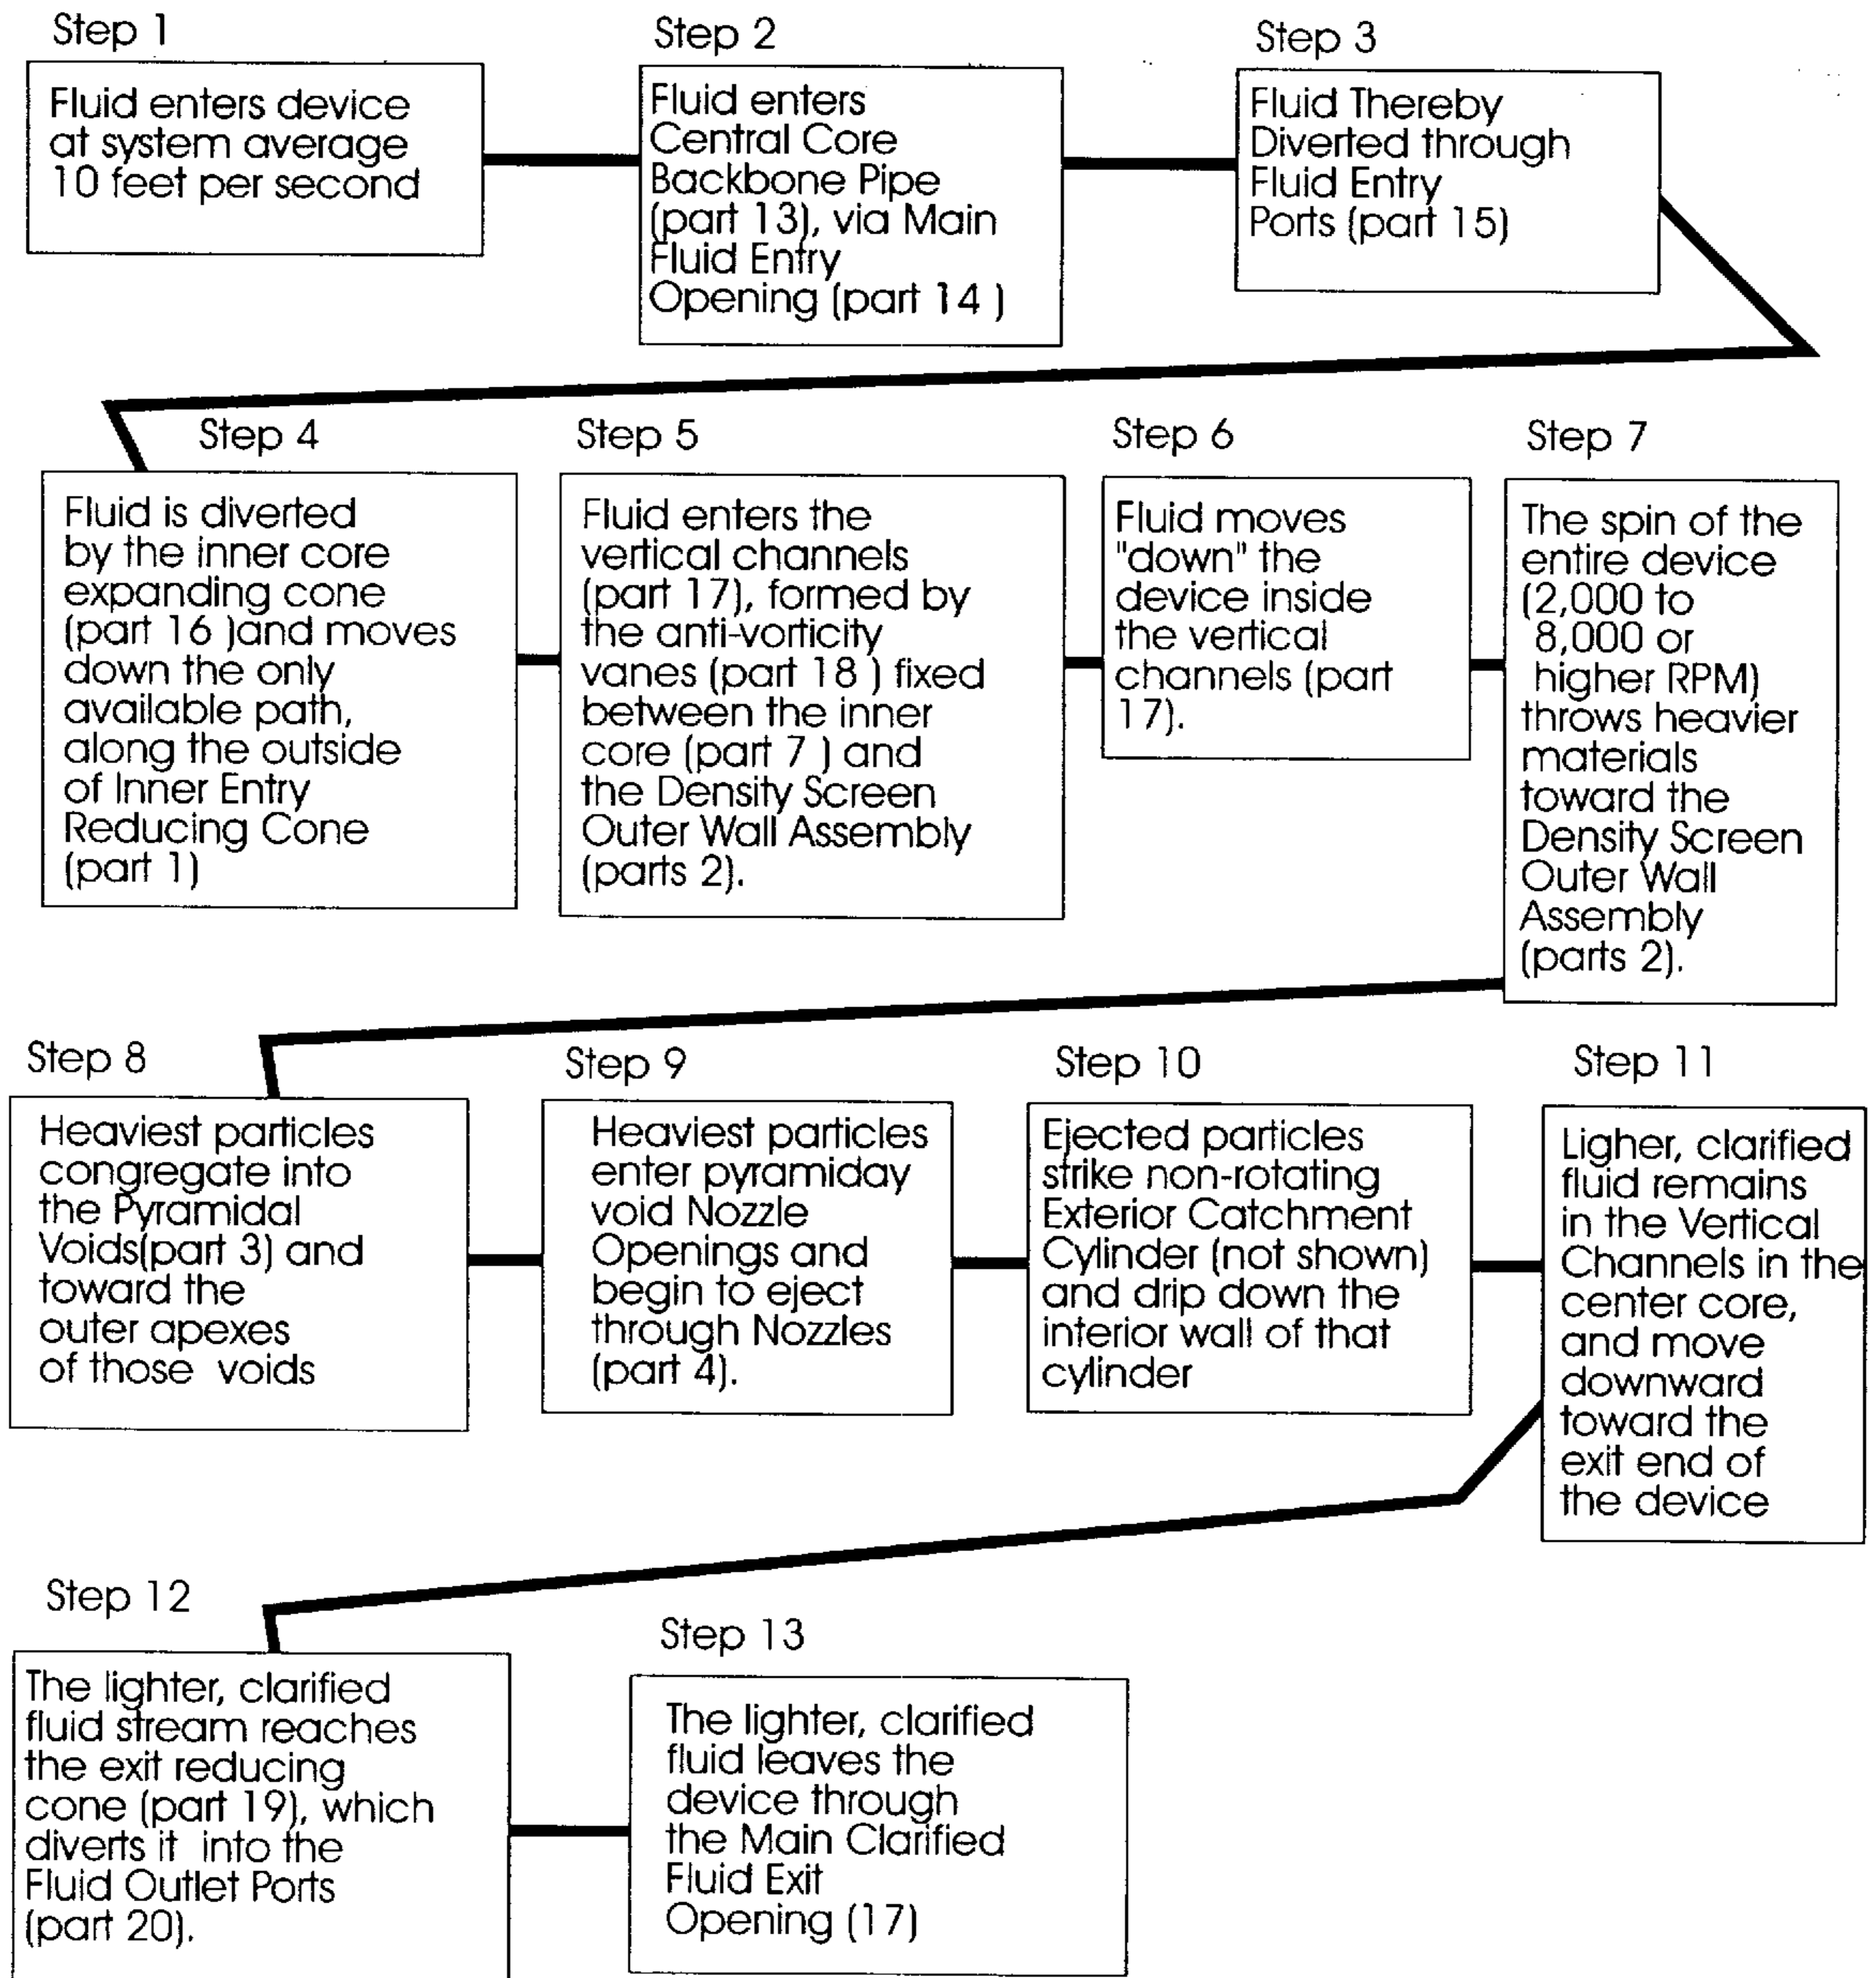 Step 1
Fluid enters device
at system average
10 feet per second
Step 2
Fluid enters
Central Core
Backbone Pipe
(part 13), via Main
Fluid Entry
Opening (part 14 )
Step 3
Fluid Thereby
Diverted through
Fluid Entry
Ports (part 15)
Step 4
Fluid is diverted
by the inner core
expanding cone
(part 16 )and moves
down the only
available path,
along the outside
of Inner Entry
Reducing Cone
(part 1)
Step 5
Fluid enters the
vertical channels
(part 17), formed by
the anti-vorticity
vanes (part 18 ) fixed
between the inner
core (part 7 ) and
the Density Screen
Outer Wall Assembly
(parts 2).
Step 6
Fluid moves
"down" the
device inside
the vertical
channels (part
17).
Step 7
The spin of the
entire device
(2,000 to
8,000 or
higher RPM)
throws heavier
materials
toward the
Density Screen
Outer Wall
Assembly
(parts 2).
Step 8
Heaviest particles
congregate into
the Pyramidal
Voids(part 3) and
toward the
outer apexes
of those voids
Step 9
Heaviest particles
enter pyramiday
void Nozzle
Openings and
begin to eject
through Nozzles
(part 4).
Step 10
Ejected particles
strike non-rotating
Exterior Catchment
Cylinder (not shown)
and drip down the
interior wall of that
cylinder
Step 11
Ligher, clarified
fluid remains
in the Vertical
Channels in the
center core,
and move
downward
toward the
exit end of
the device
Step 12
The lighter, clarified
fluid stream reaches
the exit reducing
cone (part 19), which
diverts it into the
Fluid Outlet Ports
(part 20).
Step 13
The lighter, clarified
fluid leaves the
device through
the Main Clarified
Fluid Exit
Opening (17)